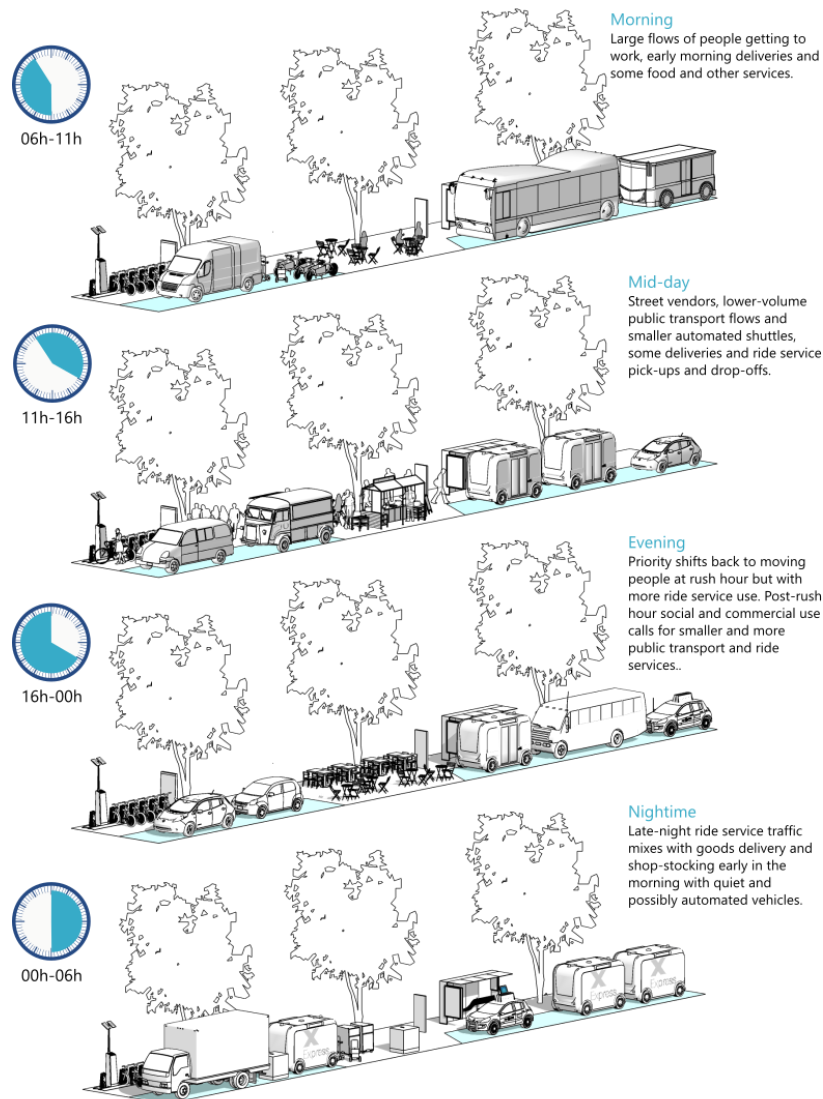 Morning
Large flows of people getting to
work, early morning deliveries and
some food and other services.
06h-11h
Mid-day
Street vendors, lower-volume
public transport flows and
smaller automated shuttles,
some deliveries and ride service
pick-ups and drop-offs.
11h-16h
Evening
Priority shifts back to moving
people at rush hour but with
more ride service use. Post-rush
hour social and commercial use
calls for smaller and more
public transport and ride
services..
16h-00h
Nightime
Late-night ride service traffic
mixes with goods delivery and
shop-stocking early in the
morning with quiet and
possibly automated vehicles.
00h-06h
X
Express
X
Express
X
Express